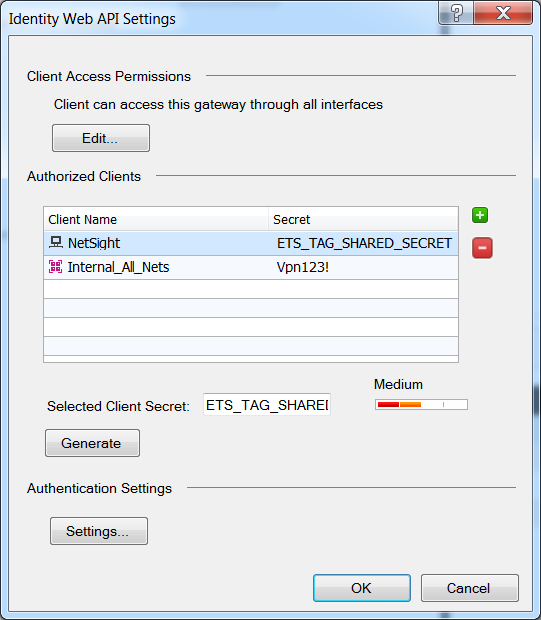 Identity Web API Settings
?
Client Access Permissions
Client can access this gateway through all interfaces
Edit...
Authorized Clients
Client Name Secret
NetSight ETS_TAG_SHARED_SECRET
Internal_All_Nets Vpn123!
Medium
Selected Client Secret: ETS_TAG_SHARE
Generate
Authentication Settings
Settings...
OK Cancel